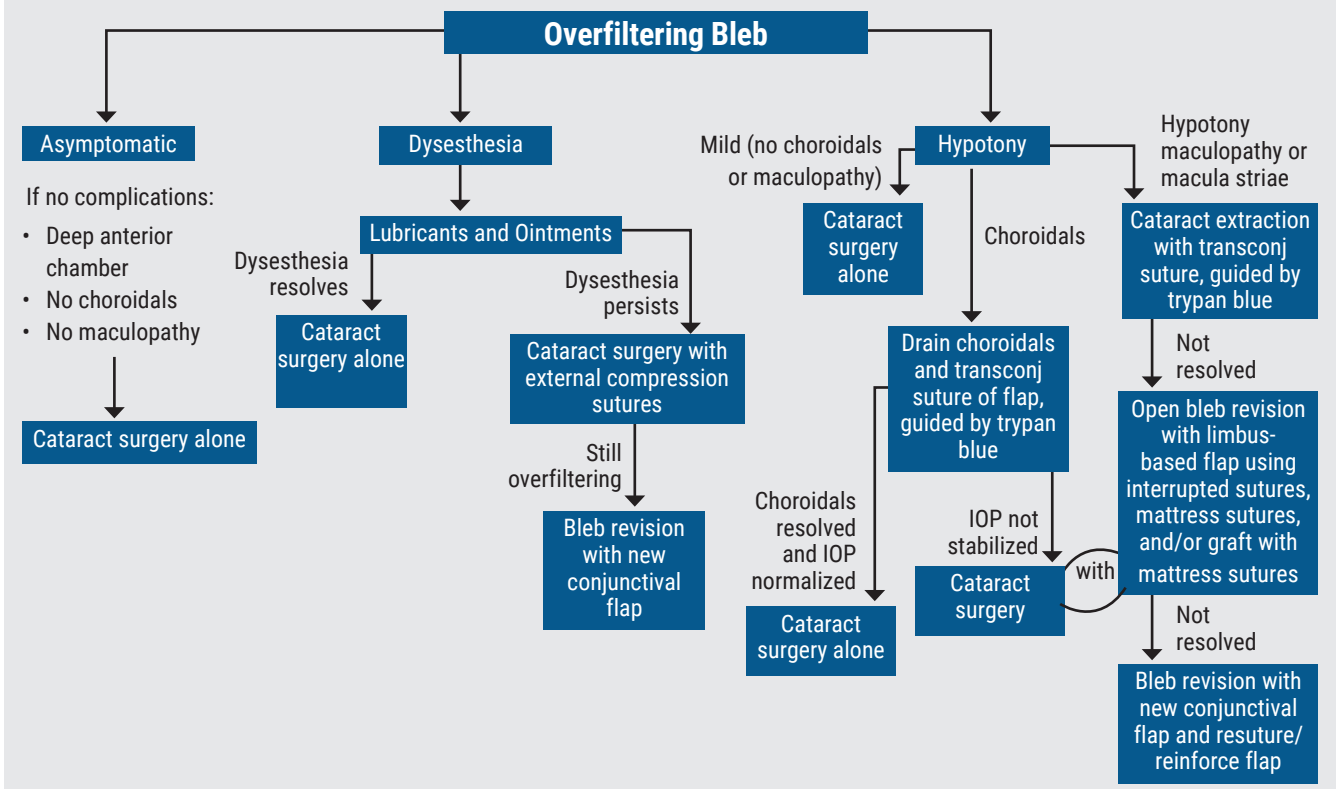 Overfiltering Bleb
Asymptomatic
If no complications:
• Deep anterior
chamber
• No choroidals
• No maculopathy
Cataract surgery alone
Dysesthesia
Lubricants and Ointments
Dysesthesia
resolves
Cataract
surgery alone
Dysesthesia
persists
Cataract surgery with
external compression
sutures
Still
overfiltering
Bleb revision
with new
conjunctival
flap
Hypotony
Mild (no choroidals
or maculopathy)
Cataract
surgery
alone
Choroidals
Drain choroidals
and transconj
suture of flap,
guided by trypan
blue
Choroidals
resolved
and IOP
normalized
Cataract
surgery alone
IOP not
stabilized
Cataract
surgery
with
Hypotony
maculopathy or
macula striae
Cataract extraction
with transconj
suture, guided by
trypan blue
Not
resolved
Open bleb revision
with limbus-
based flap using
interrupted sutures,
mattress sutures,
and/or graft with
mattress sutures
Not
resolved
Bleb revision with
new conjunctival
flap and resuture/
reinforce flap